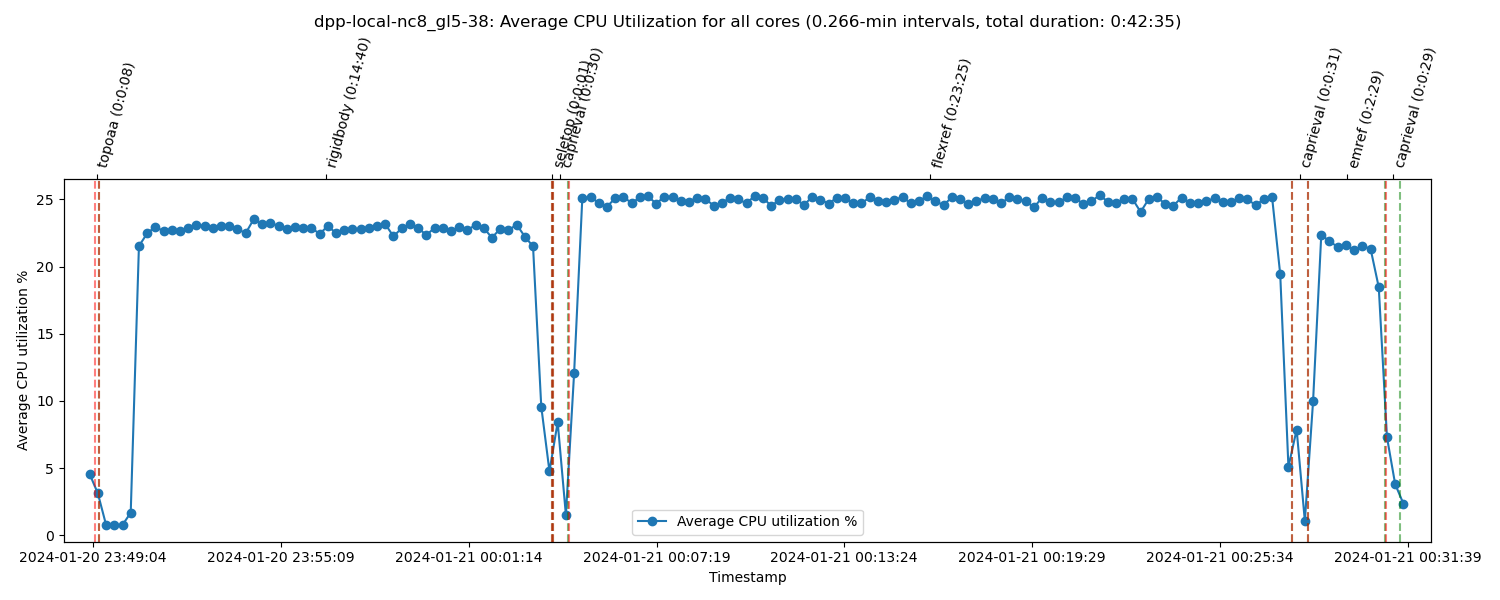 dpp-local-nc8_gl5-38: Average CPU Utilization for all cores (0.266-min intervals, total duration: 0:42:35)
topoaa (0:0:08)
rigidbody (0:14:40)
seletop (0:0:01)
caprieval (0:0:30)
flexref (0:23:25)
caprieval (0:0:31)
emref (0:2:29)
caprieval (0:0:29)
Average CPU utilization %
25
20
15
10
5
0
Average CPU utilization %
2024-01-20 23:49:04
2024-01-20 23:55:09
2024-01-21 00:01:14
2024-01-21 00:07:19
2024-01-21 00:13:24
2024-01-21 00:19:29
2024-01-21 00:25:34
2024-01-21 00:31:39
Timestamp